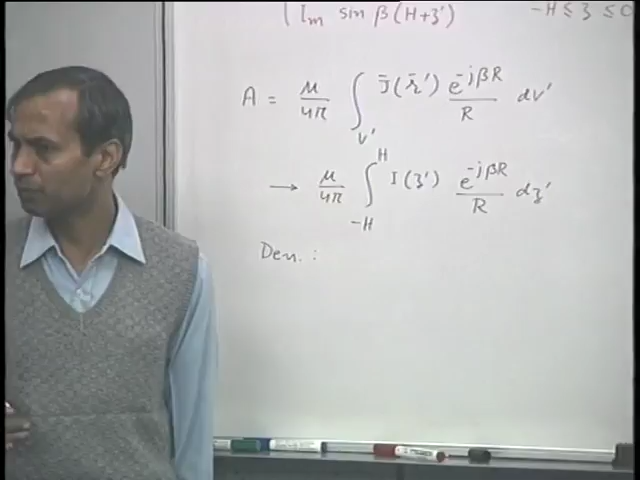 I_m sin β(H+z') -H ≤ z' ≤ 0
A = μ/4π ∫_{V'}  J̄(r̄') e^{-jβR}/R dv'
→ μ/4π ∫_{-H}^{H} I(z') e^{-jβR}/R dz'
Den. :